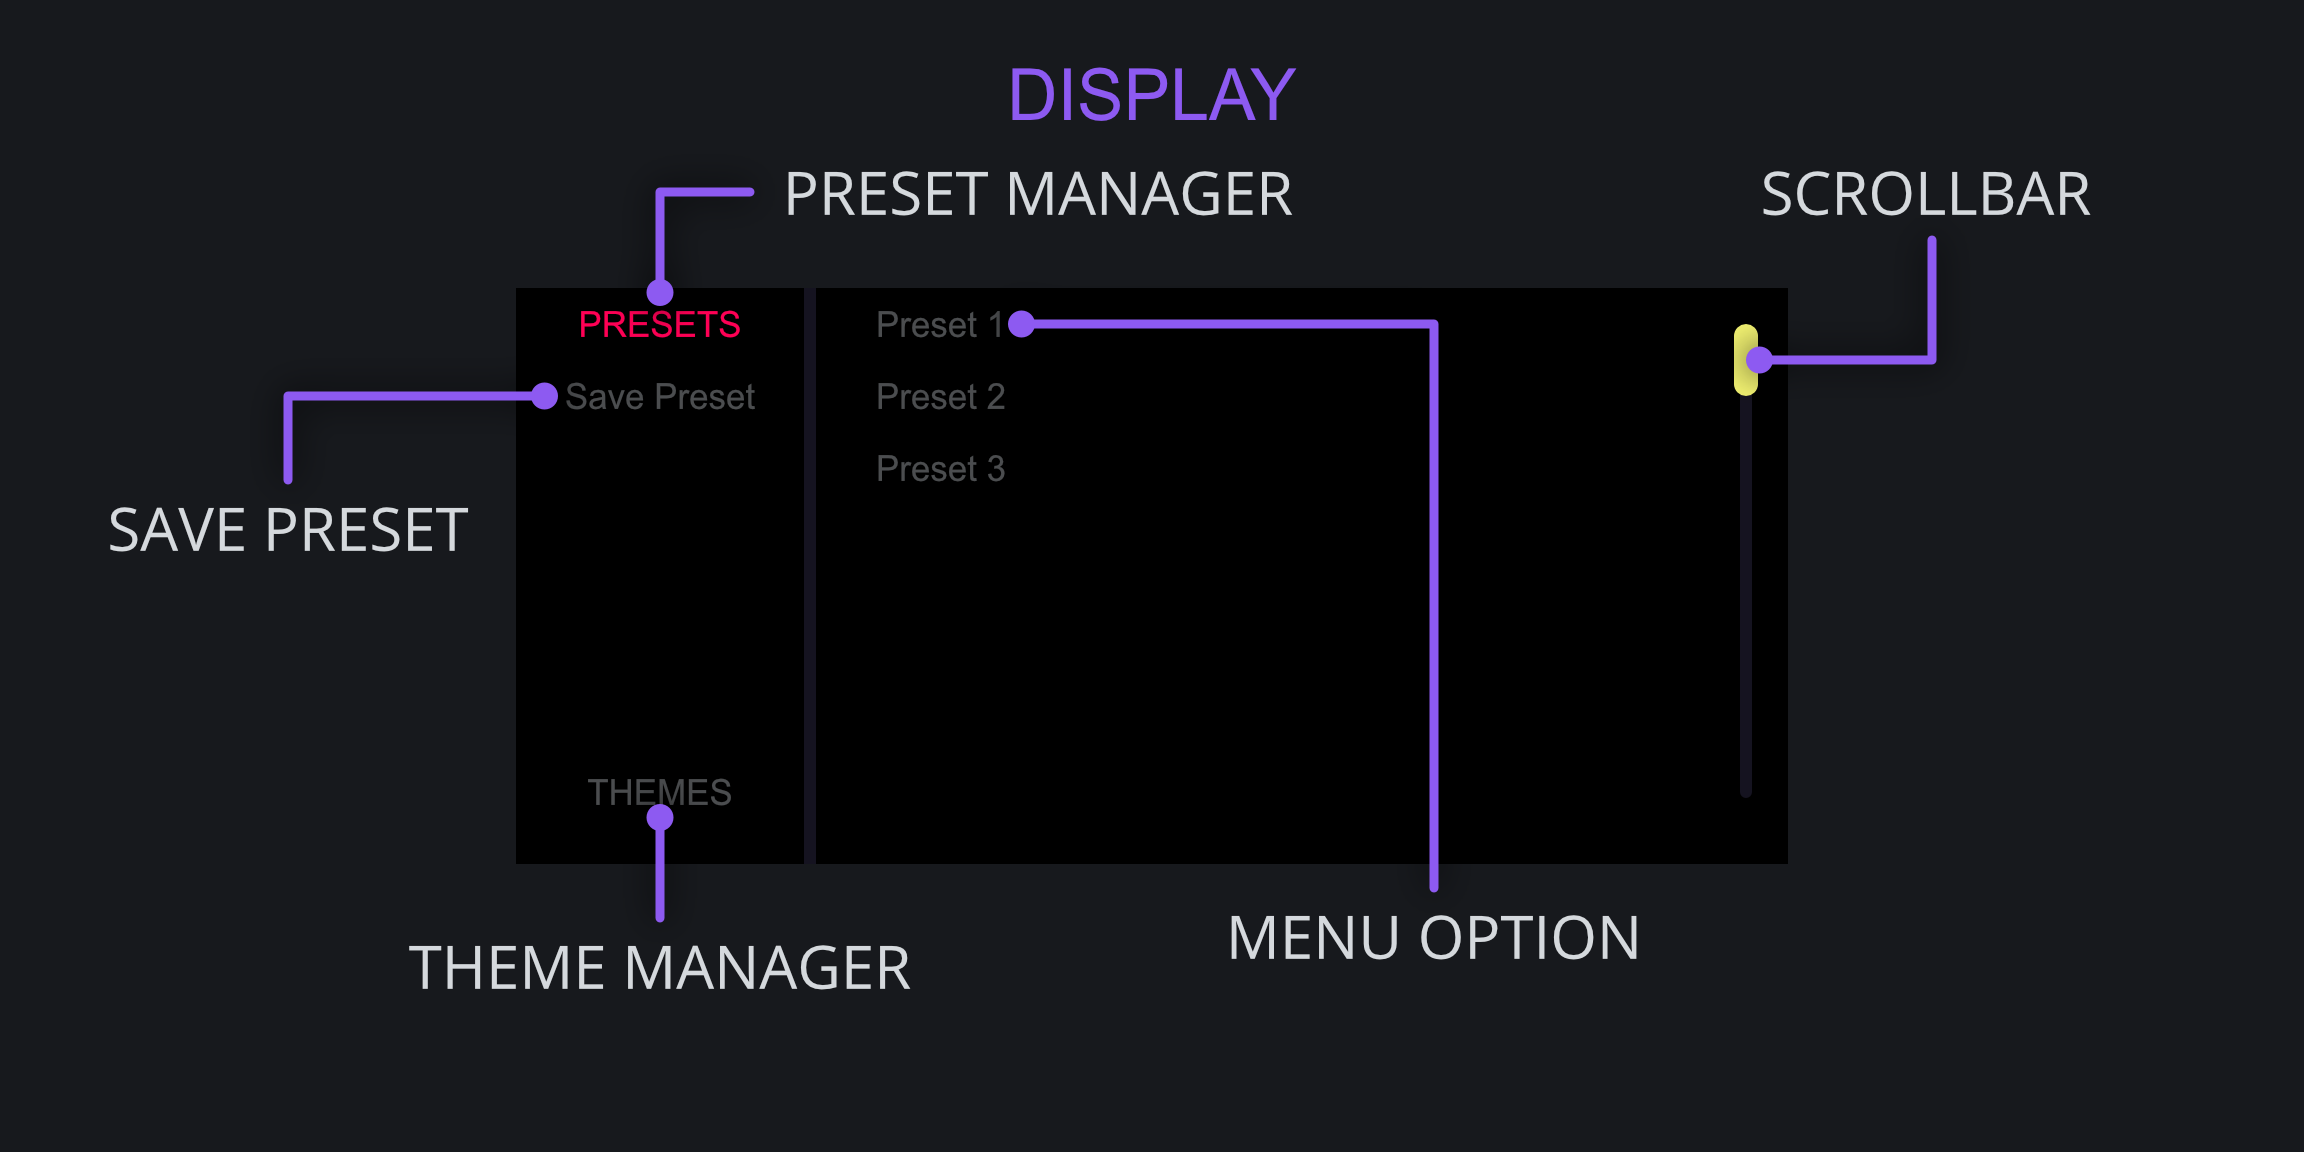 DISPLAY
PRESET MANAGER
SCROLLBAR
PRESETS
Save Preset
Preset 1
Preset 2
Preset 3
SAVE PRESET
THEMES
THEME MANAGER
MENU OPTION